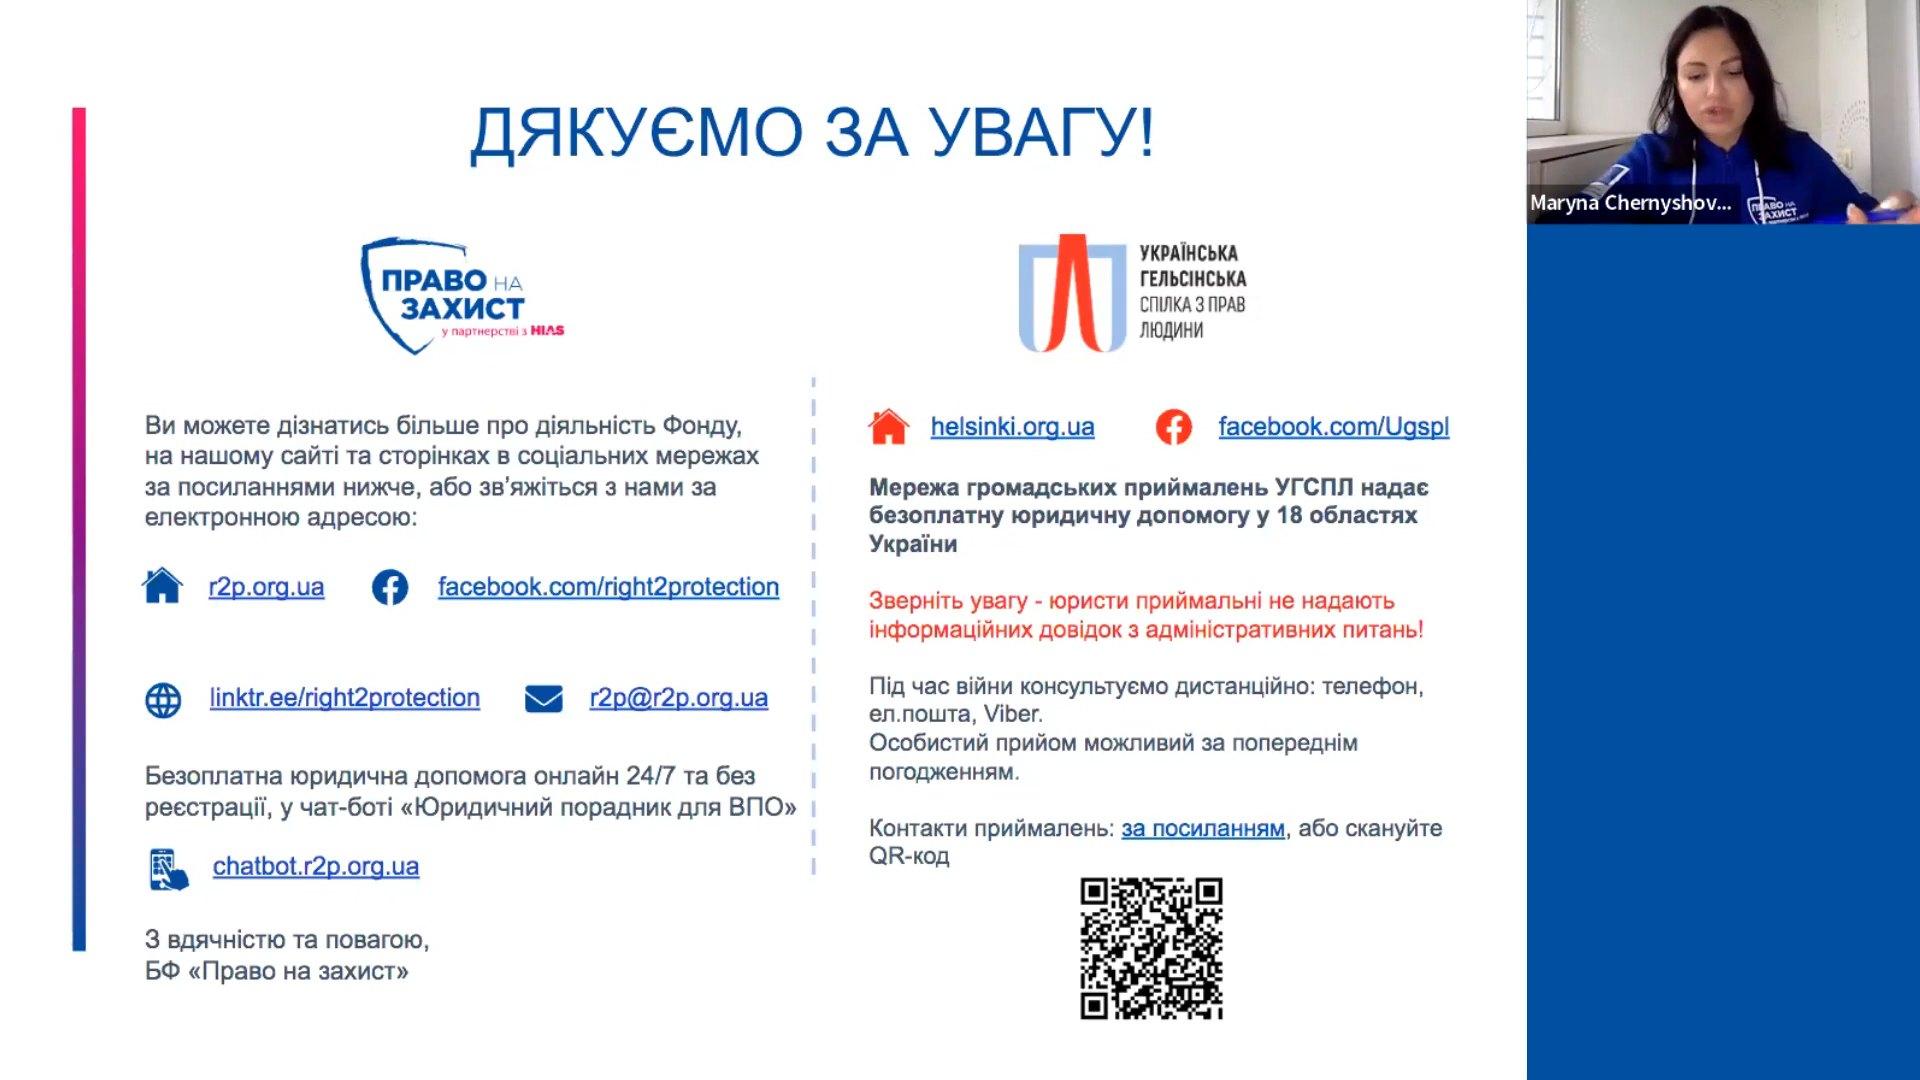 ДЯКУЄМО ЗА УВАГУ!
ПРАВО НА
ЗАХИСТ
у партнерстві з HIAS
Ви можете дізнатись більше про діяльність Фонду,
на нашому сайті та сторінках в соціальних мережах
за посиланнями нижче, або зв’яжіться з нами за
електронною адресою:
r2p.org.ua
facebook.com/right2protection
linktr.ee/right2protection
r2p@r2p.org.ua
Безоплатна юридична допомога онлайн 24/7 та без
реєстрації, у чат-боті «Юридичний порадник для ВПО»
chatbot.r2p.org.ua
З вдячністю та повагою,
БФ «Право на захист»
УКРАЇНСЬКА
ГЕЛЬСІНСЬКА
СПІЛКА З ПРАВ
ЛЮДИНИ
helsinki.org.ua
facebook.com/Ugspl
Мережа громадських приймалень УГСПЛ надає
безоплатну юридичну допомогу у 18 областях
України
Зверніть увагу - юристи приймальні не надають
інформаційних довідок з адміністративних питань!
Під час війни консультуємо дистанційно: телефон,
ел.пошта, Viber.
Особистий прийом можливий за попереднім
погодженням.
Контакти приймалень: за посиланням, або скануйте
QR-код
Maryna Chernyshov...
ПРАВО НА
ЗАХИСТ